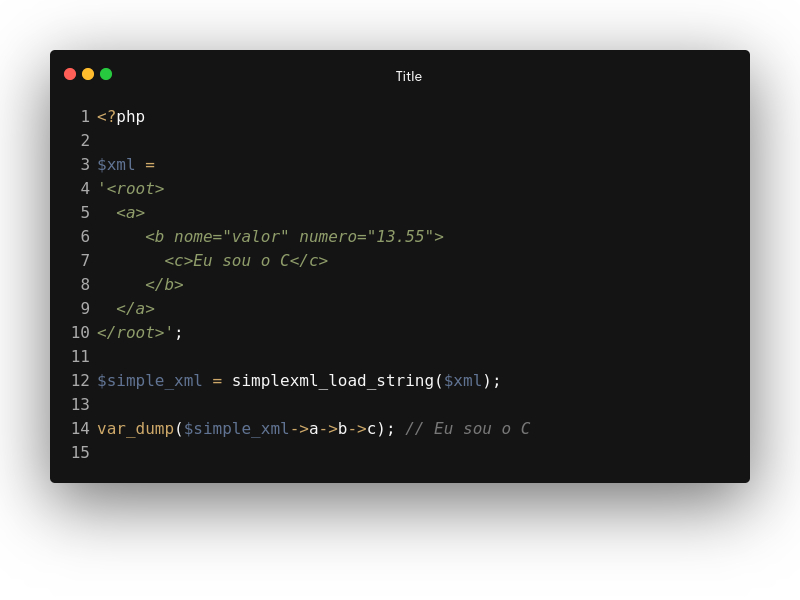 Title
1 <?php
2
3 $xml =
4 '<root>
5   <a>
6      <b nome="valor" numero="13.55">
7        <c>Eu sou o C</c>
8      </b>
9   </a>
10 </root>';
11
12 $simple_xml = simplexml_load_string($xml);
13
14 var_dump($simple_xml->a->b->c); // Eu sou o C
15